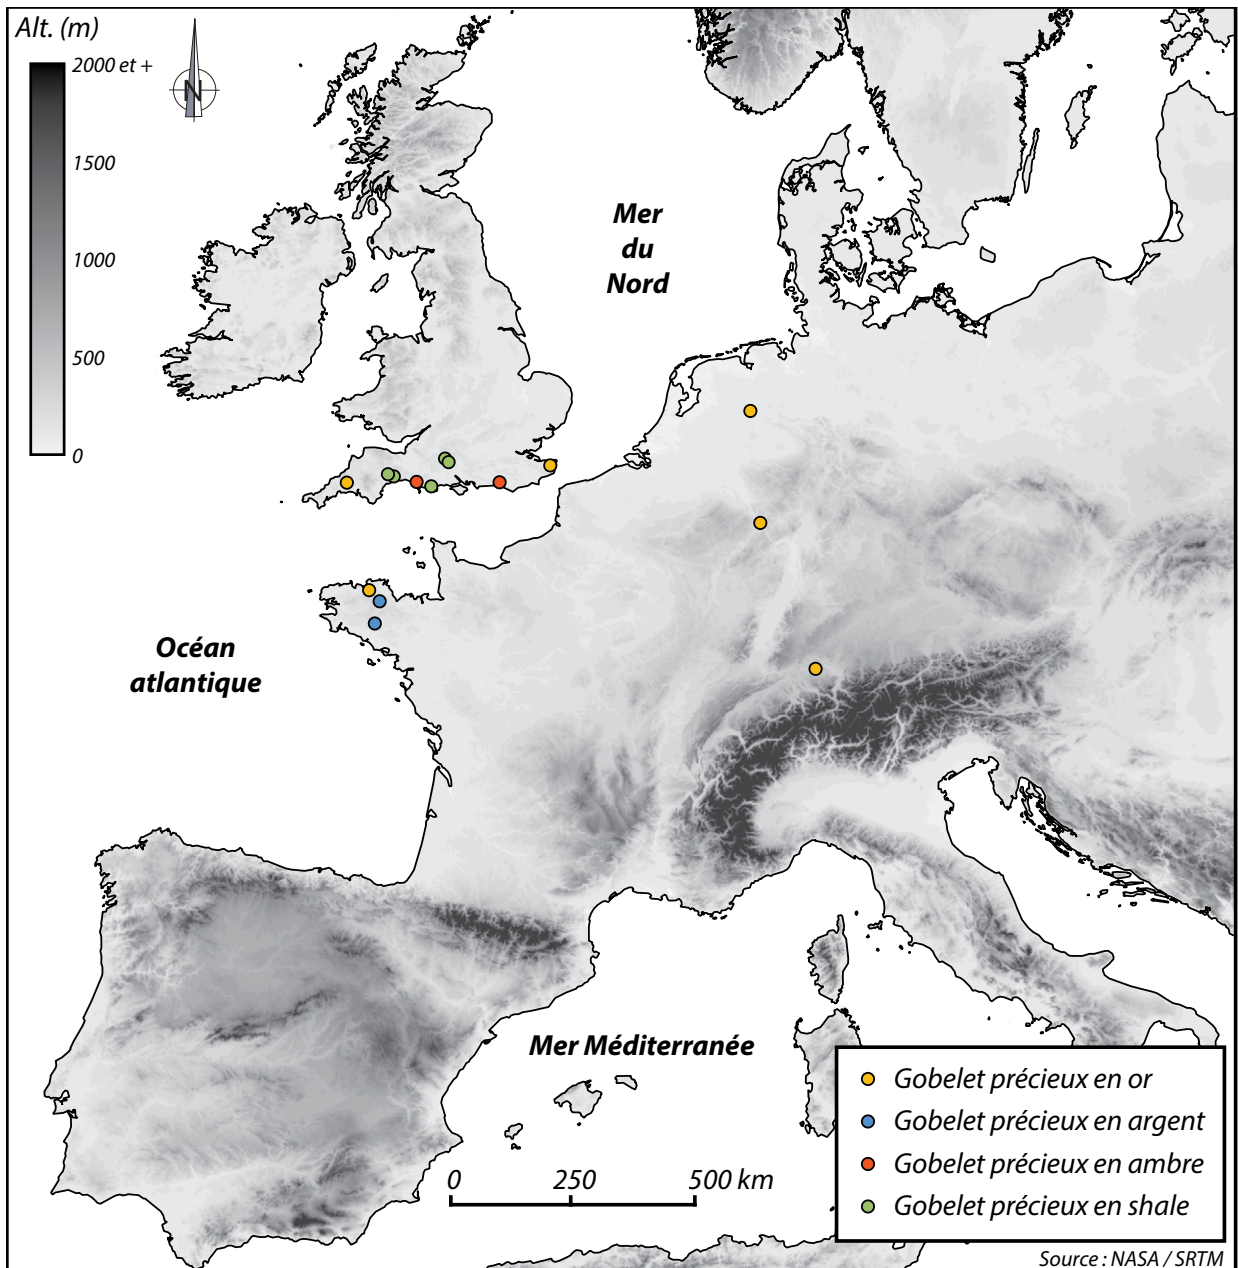 Alt. (m)
2000 et +
1500
1000
500
0
N
Mer
du
Nord
Océan
atlantique
Mer Méditerranée
0 250 500 km
Gobelet précieux en or
Gobelet précieux en argent
Gobelet précieux en ambre
Gobelet précieux en shale
Source : NASA / SRTM